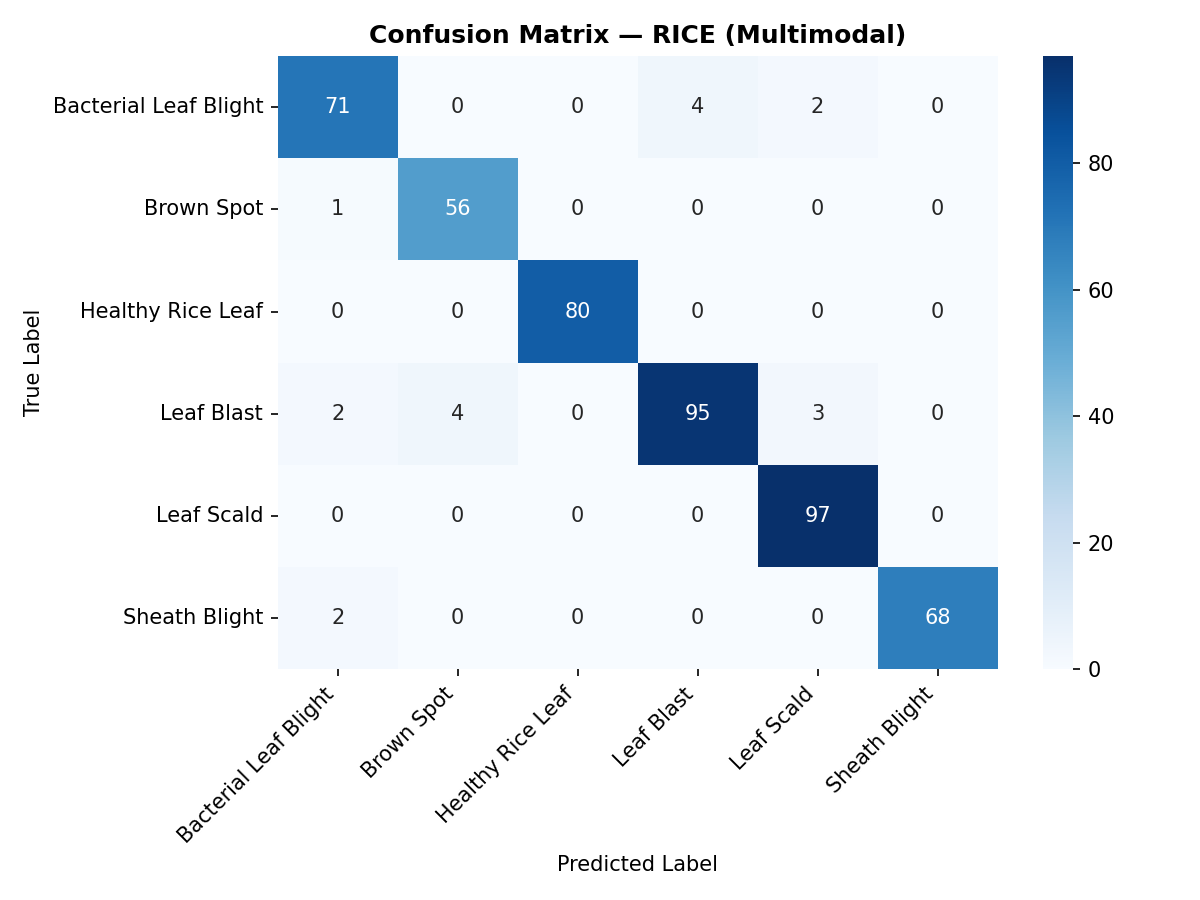 Confusion Matrix — RICE (Multimodal)
Bacterial Leaf Blight 71 0 0 4 2 0
Brown Spot 1 56 0 0 0 0
Healthy Rice Leaf 0 0 80 0 0 0
Leaf Blast 2 4 0 95 3 0
Leaf Scald 0 0 0 0 97 0
Sheath Blight 2 0 0 0 0 68
True Label
Bacterial Leaf Blight
Brown Spot
Healthy Rice Leaf
Leaf Blast
Leaf Scald
Sheath Blight
Predicted Label
80
60
40
20
0